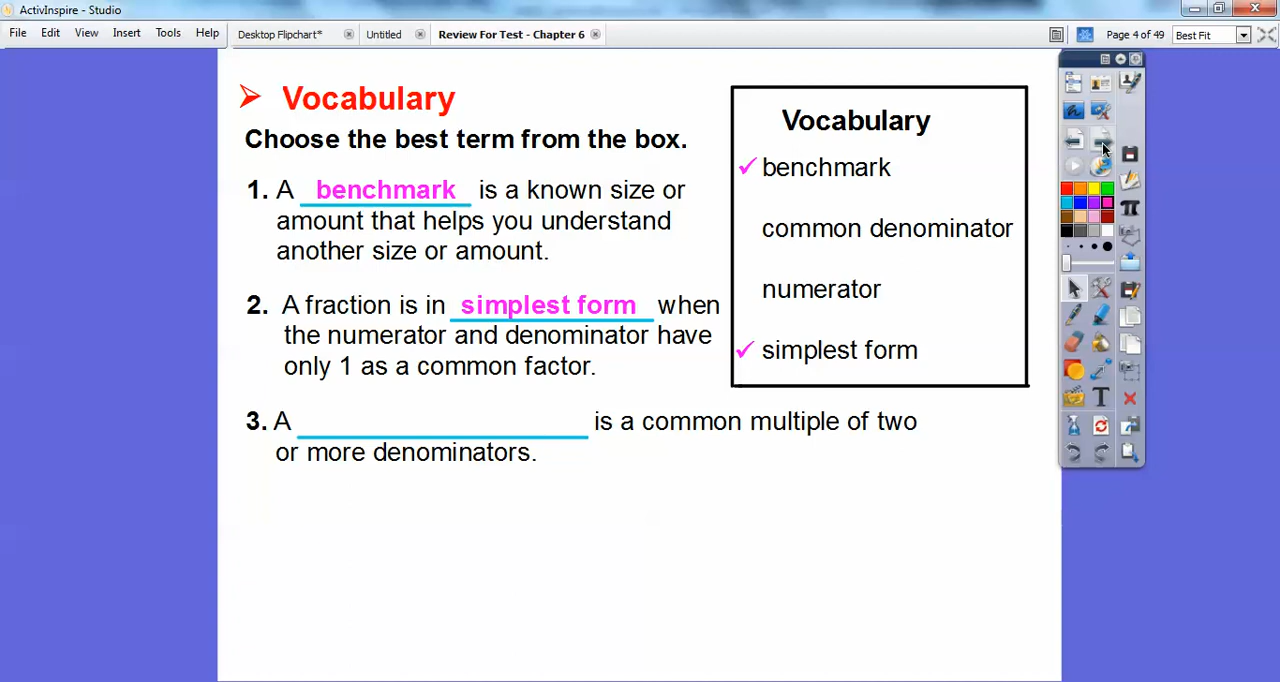 ActivInspire - Studio
File Edit View Insert Tools Help Desktop Flipchart* Untitled Review For Test - Chapter 6 Page 4 of 49 Best Fit
➢ Vocabulary
Choose the best term from the box.
1. A benchmark is a known size or
amount that helps you understand
another size or amount.
2. A fraction is in simplest form when
the numerator and denominator have
only 1 as a common factor.
3. A ____ is a common multiple of two
or more denominators.
Vocabulary
✓ benchmark
common denominator
numerator
✓ simplest form